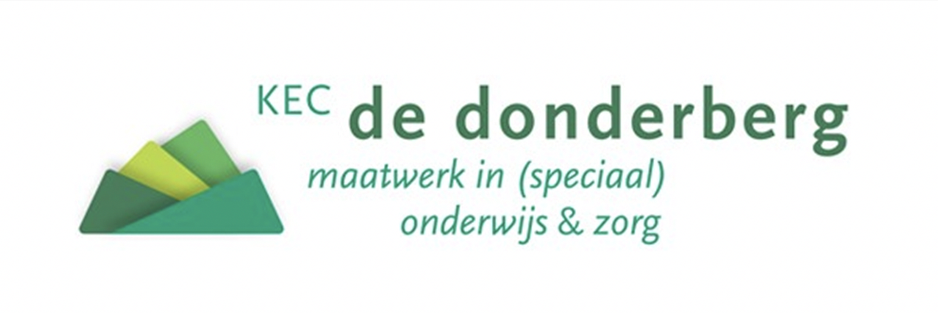 KEC de donderberg
maatwerk in (speciaal)
onderwijs & zorg